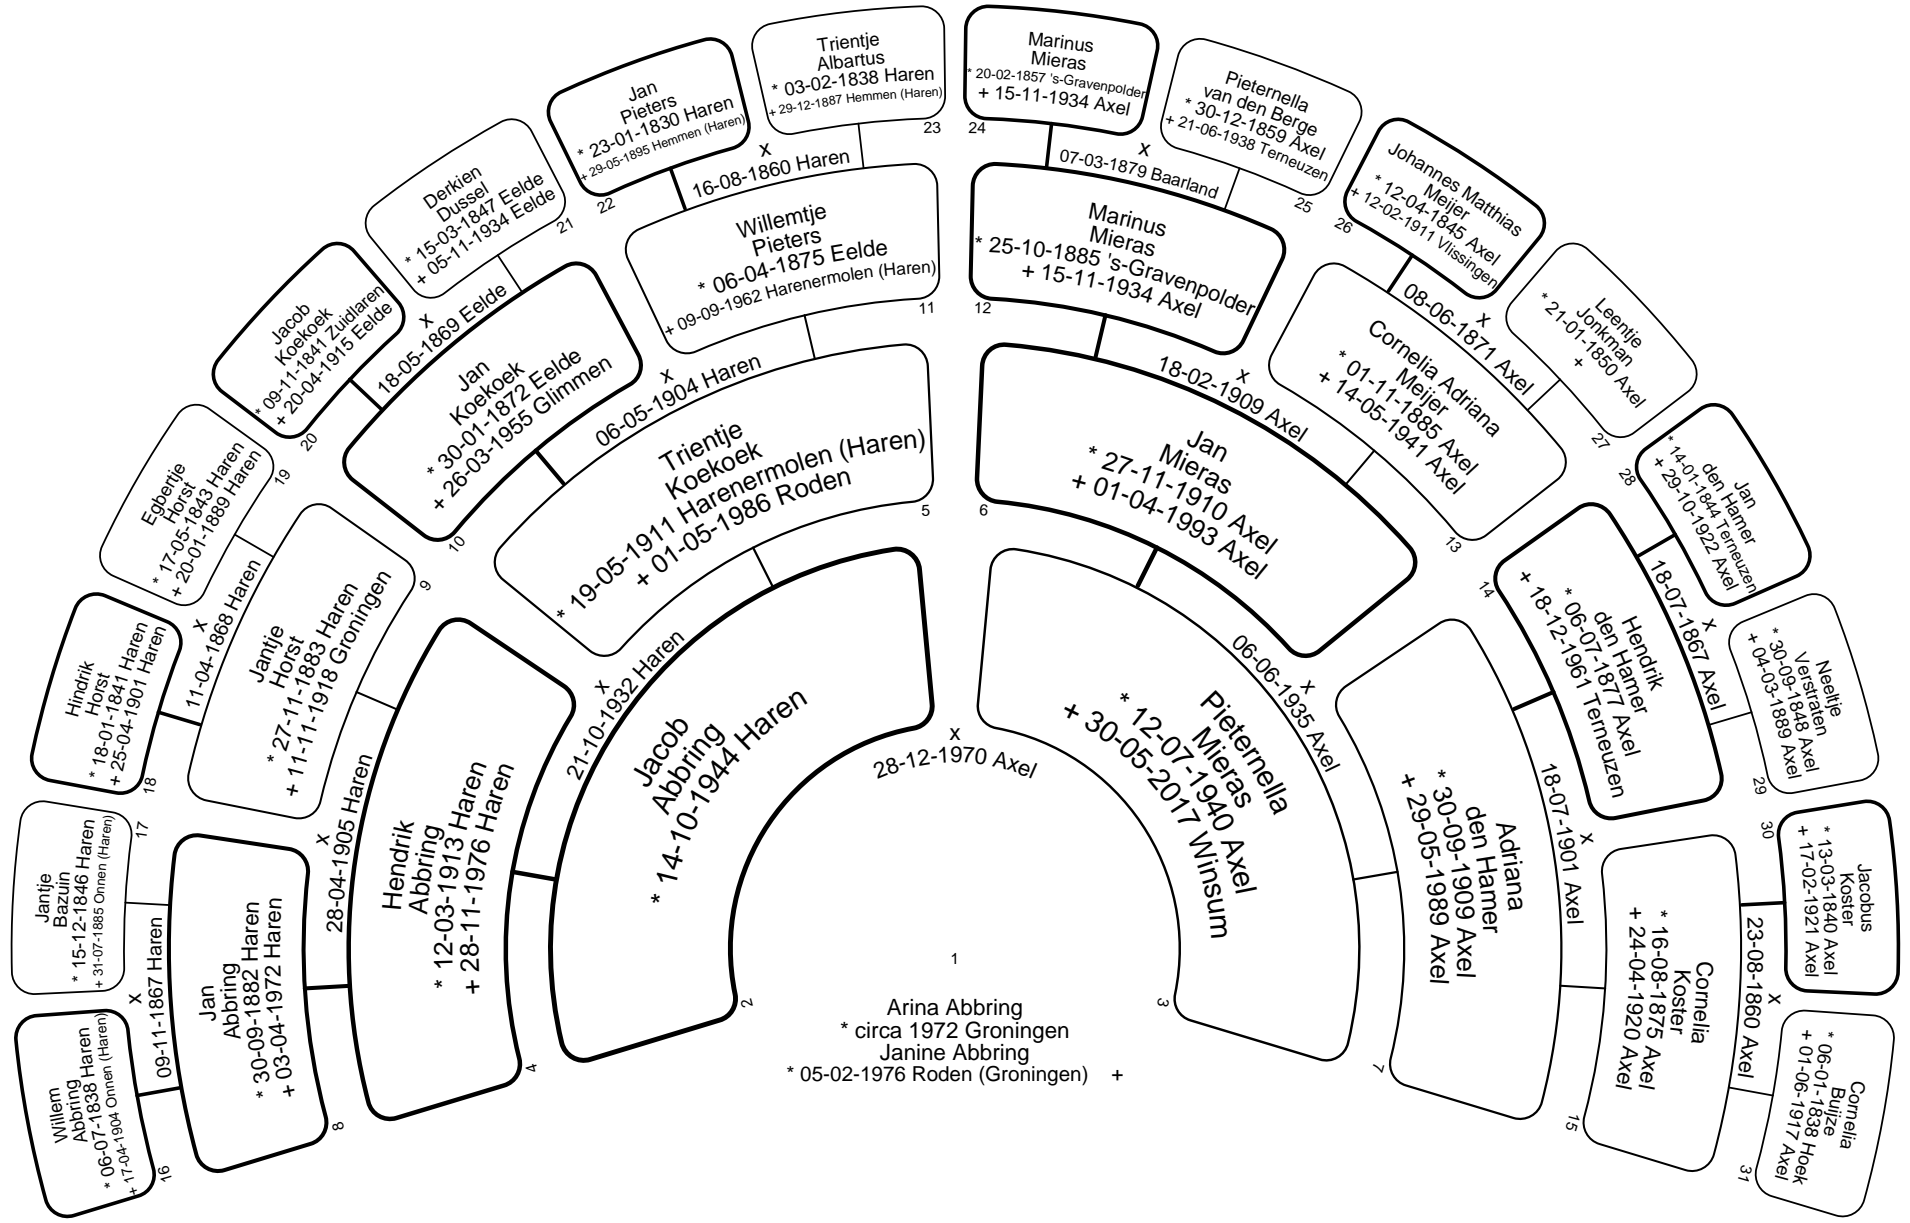 1
Arina Abbring
* circa 1972 Groningen
Janine Abbring
* 05-02-1976 Roden (Groningen) +
2
Jacob
Abbring
* 14-10-1944 Haren
x
28-12-1970 Axel
3
Pieternella
Mieras
* 12-07-1940 Axel
+ 30-05-2017 Winsum
4
Hendrik
Abbring
* 12-03-1913 Haren
+ 28-11-1976 Haren
x
21-10-1932 Haren
5
Trientje
Koekoek
* 19-05-1911 Harenermolen (Haren)
+ 01-05-1986 Roden
6
Jan
Mieras
* 27-11-1910 Axel
+ 01-04-1993 Axel
x
06-06-1935 Axel
7
Adriana
den Hamer
* 30-09-1909 Axel
+ 29-05-1989 Axel
8
Jan
Abbring
* 30-09-1882 Haren
+ 03-04-1972 Haren
x
28-04-1905 Haren
9
Jantje
Horst
* 27-11-1883 Haren
+ 11-11-1918 Groningen
10
Jan
Koekoek
* 30-01-1872 Eelde
+ 26-03-1955 Glimmen
x
06-05-1904 Haren
11
Willemtje
Pieters
* 06-04-1875 Eelde
+ 09-09-1962 Harenermolen (Haren)
12
Marinus
Mieras
* 25-10-1885 's-Gravenpolder
+ 15-11-1934 Axel
x
18-02-1909 Axel
13
Cornelia Adriana
Meijer
* 01-11-1885 Axel
+ 14-05-1941 Axel
14
Hendrik
den Hamer
* 06-07-1877 Axel
+ 18-12-1961 Terneuzen
x
18-07-1901 Axel
15
Cornelia
Koster
* 16-08-1875 Axel
+ 24-04-1920 Axel
16
Willem
Abbring
* 06-07-1838 Haren
+ 17-04-1904 Onnen (Haren)
x
09-11-1867 Haren
17
Jantje
Bazuin
* 15-12-1846 Haren
+ 31-07-1885 Onnen (Haren)
18
Hindrik
Horst
* 18-01-1841 Haren
+ 25-04-1901 Haren
x
11-04-1868 Haren
19
Egbertje
Horst
* 17-05-1843 Haren
+ 20-01-1889 Haren
20
Jacob
Koekoek
* 09-11-1841 Zuidlaren
+ 20-04-1915 Eelde
x
18-05-1869 Eelde
21
Derkien
Dussel
* 15-03-1847 Eelde
+ 05-11-1934 Eelde
22
Jan
Pieters
* 23-01-1830 Haren
+ 29-05-1895 Hemmen (Haren)
x
16-08-1860 Haren
23
Trientje
Albartus
* 03-02-1838 Haren
+ 29-12-1887 Hemmen (Haren)
24
Marinus
Mieras
* 20-02-1857 's-Gravenpolder
+ 15-11-1934 Axel
x
07-03-1879 Baarland
25
Pieternella
van den Berge
* 30-12-1859 Axel
+ 21-06-1938 Terneuzen
26
Johannes Matthias
Meijer
* 12-04-1845 Axel
+ 12-02-1911 Vlissingen
x
08-06-1871 Axel
27
Leentje
Jonkman
* 21-01-1850 Axel
+
28
Jan
den Hamer
* 14-01-1844 Terneuzen
+ 29-10-1922 Axel
x
18-07-1867 Axel
29
Neeltje
Verstraten
* 30-09-1848 Axel
+ 04-03-1889 Axel
30
Jacobus
Koster
* 13-03-1840 Axel
+ 17-02-1921 Axel
x
23-08-1860 Axel
31
Cornelia
Buijze
* 06-01-1838 Hoek
+ 01-06-1917 Axel